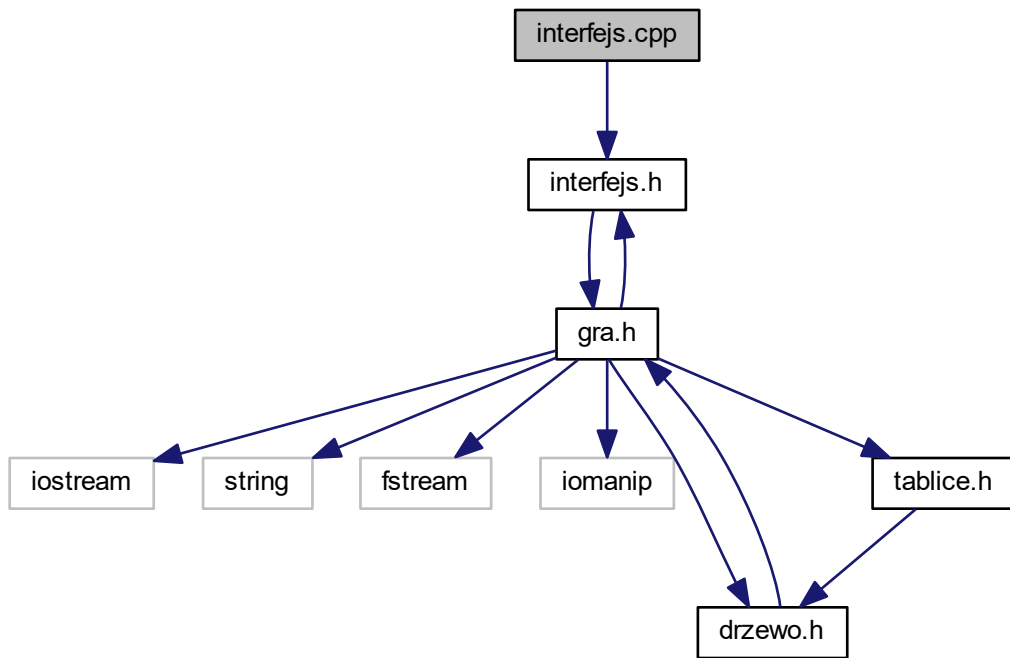 interfejs.cpp
interfejs.h
gra.h
iostream
string
fstream
iomanip
tablice.h
drzewo.h